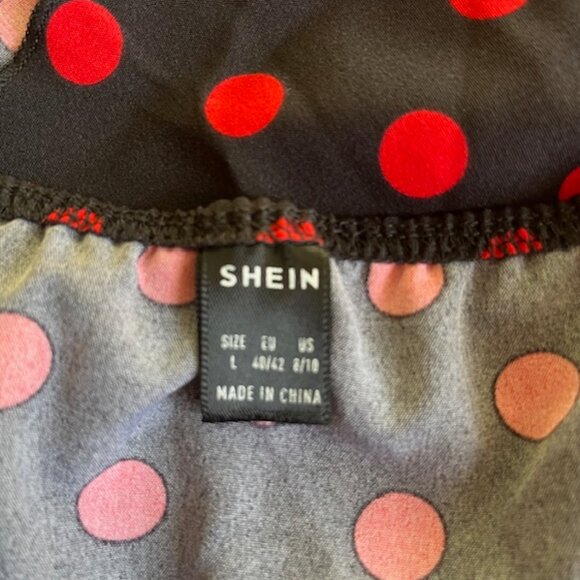 SHEIN
SIZE EU US
L 40/42 8/10
MADE IN CHINA